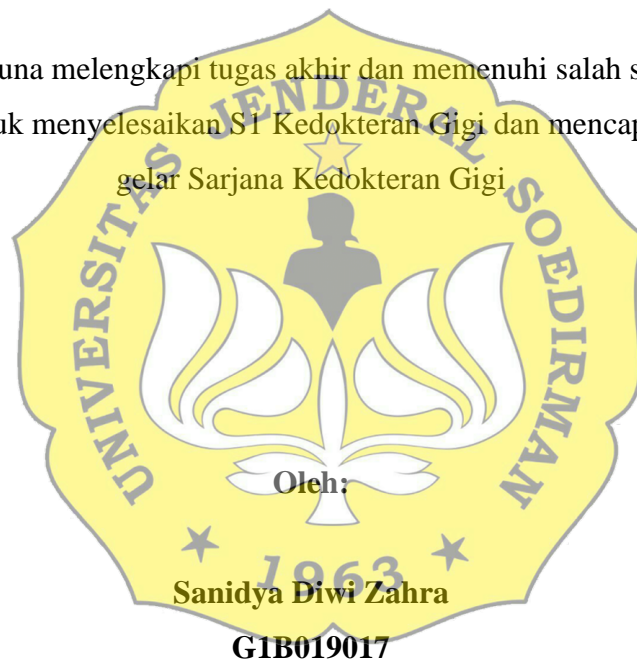 una melengkapi tugas akhir dan memenuhi salah s
uk menyelesaikan S1 Kedokteran Gigi dan mencap
gelar Sarjana Kedokteran Gigi
UNIVERSITAS JENDERAL SOEDIRMAN
Oleh:
1963
Sanidya Diwi Zahra
G1B019017